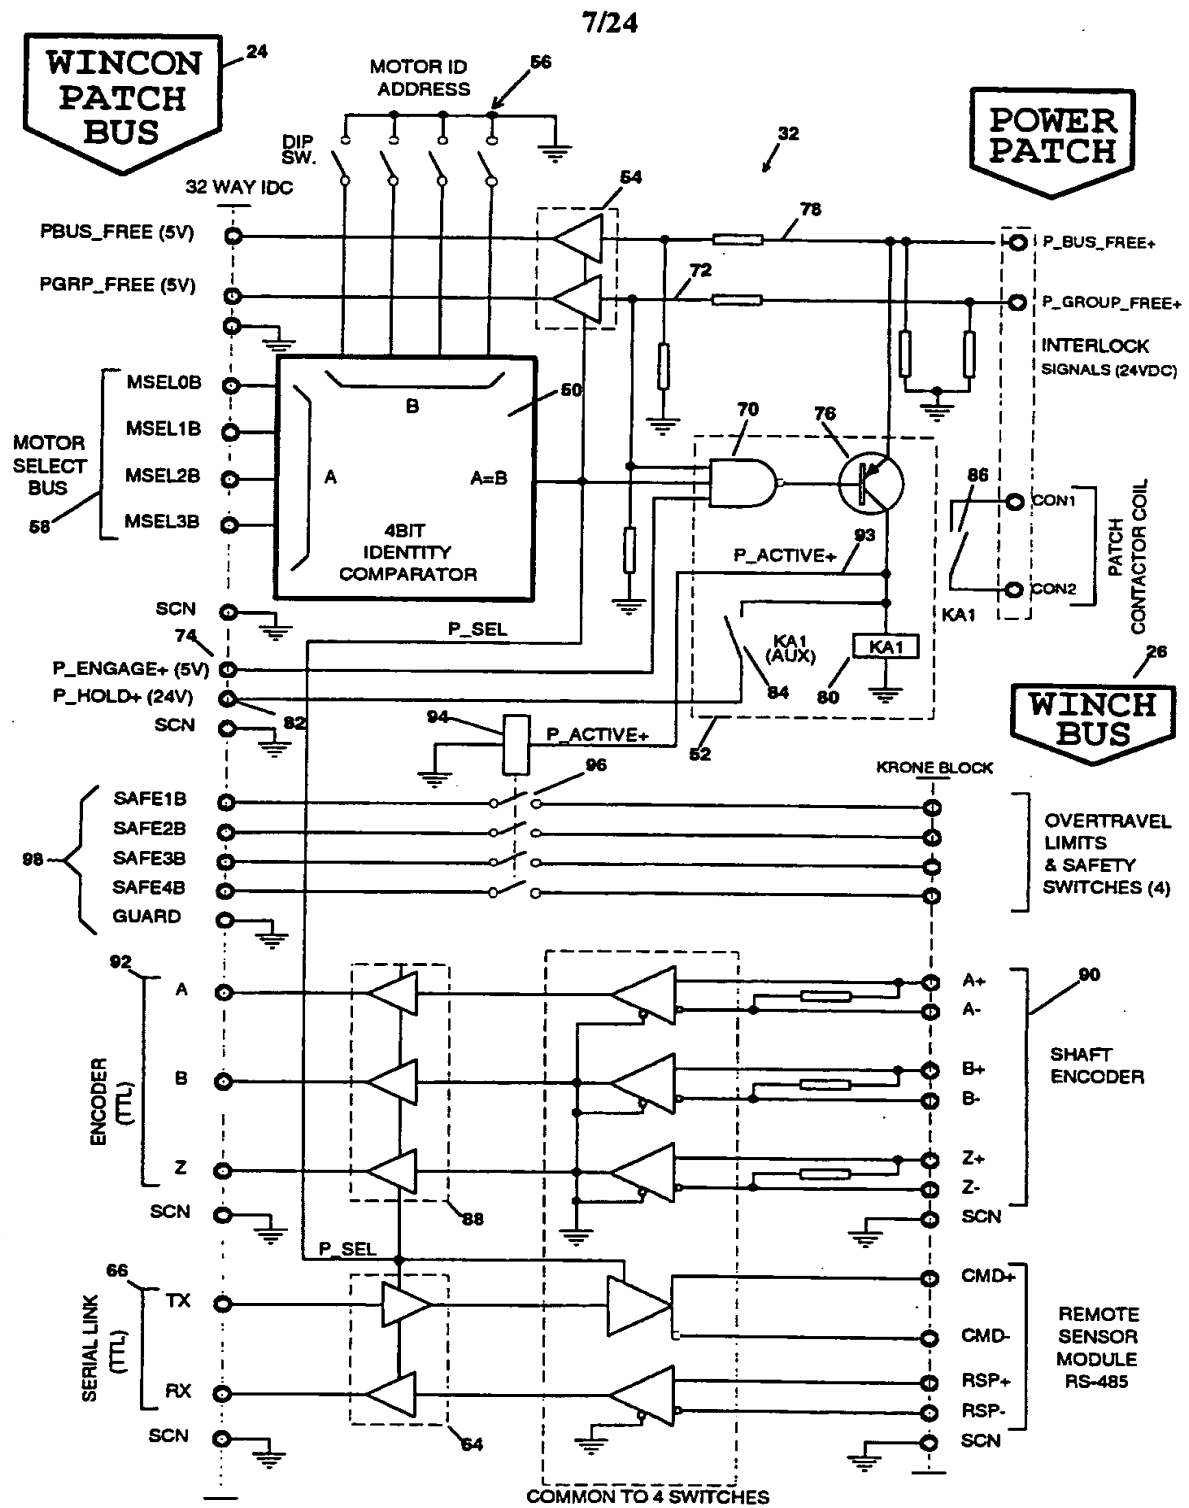 7/24
WINCON
PATCH
BUS
24
MOTOR ID
ADDRESS
56
POWER
PATCH
DIP
SW.
32
32 WAY IDC
54
78
PBUS_FREE (5V)
P_BUS_FREE+
72
PGRP_FREE (5V)
P_GROUP_FREE+
INTERLOCK
SIGNALS (24VDC)
MOTOR
SELECT
BUS
58
MSEL0B
MSEL1B
MSEL2B
MSEL3B
B
A
A=B
50
4BIT
IDENTITY
COMPARATOR
70
76
86
CON1
CON2
KA1
PATCH
CONTACTOR COIL
93
P_ACTIVE+
SCN
74
P_SEL
KA1
(AUX)
KA1
84
80
P_ENGAGE+ (5V)
P_HOLD+ (24V)
82
SCN
94
P_ACTIVE+
52
26
WINCH
BUS
96
KRONE BLOCK
98
SAFE1B
SAFE2B
SAFE3B
SAFE4B
GUARD
OVERTRAVEL
LIMITS
& SAFETY
SWITCHES (4)
92
ENCODER
(TTL)
A
B
Z
SCN
88
A+
A-
B+
B-
Z+
Z-
SCN
90
SHAFT
ENCODER
P_SEL
66
SERIAL LINK
(TTL)
TX
RX
SCN
64
CMD+
CMD-
RSP+
RSP-
SCN
REMOTE
SENSOR
MODULE
RS-485
COMMON TO 4 SWITCHES